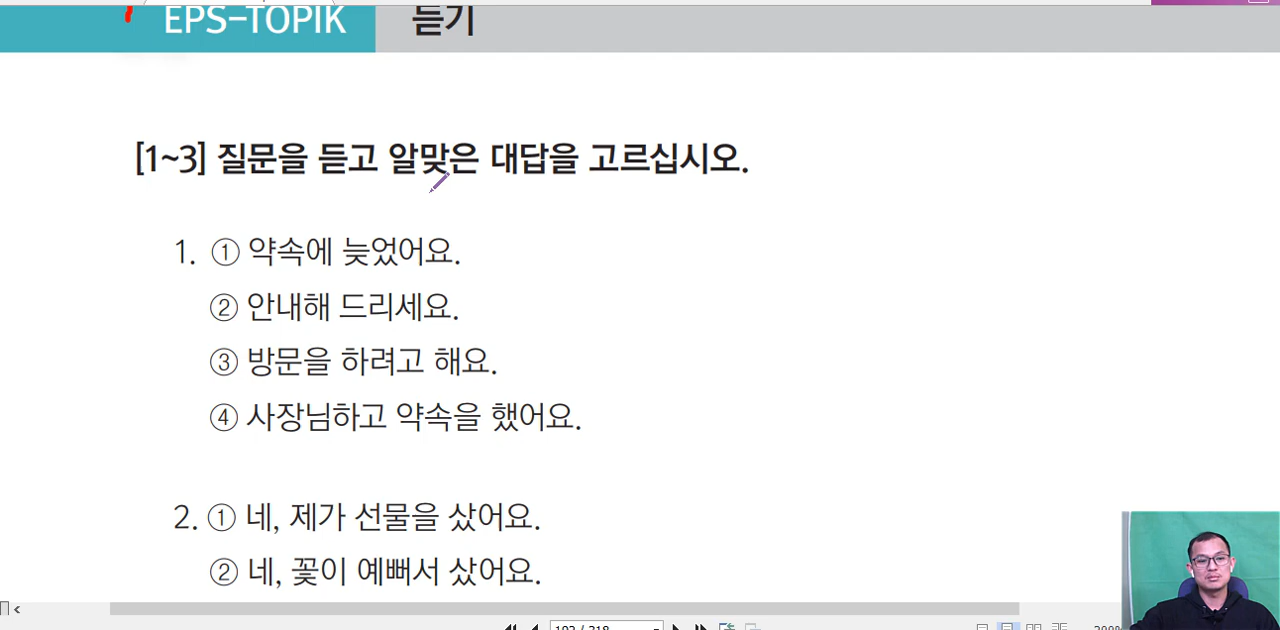 EPS-TOPIK 듣기
[1~3] 질문을 듣고 알맞은 대답을 고르십시오.
1. ① 약속에 늦었어요.
② 안내해 드리세요.
③ 방문을 하려고 해요.
④ 사장님하고 약속을 했어요.
2. ① 네, 제가 선물을 샀어요.
② 네, 꽃이 예뻐서 샀어요.